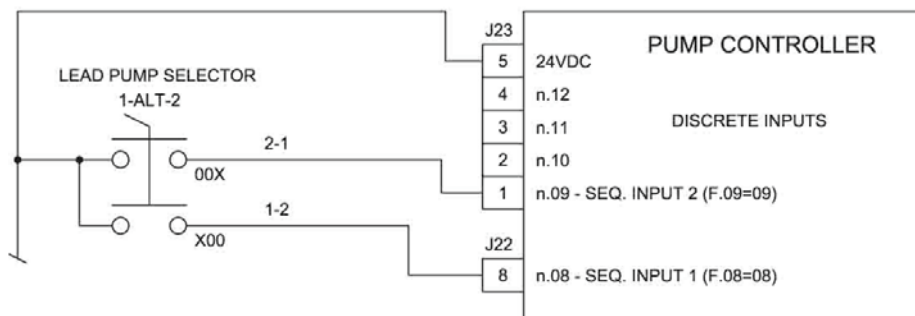 J23
PUMP CONTROLLER
5 24VDC
LEAD PUMP SELECTOR
1-ALT-2
4 n.12
3 n.11
DISCRETE INPUTS
2-1
2 n.10
00X
1 n.09 - SEQ. INPUT 2 (F.09=09)
1-2
X00
J22
8 n.08 - SEQ. INPUT 1 (F.08=08)